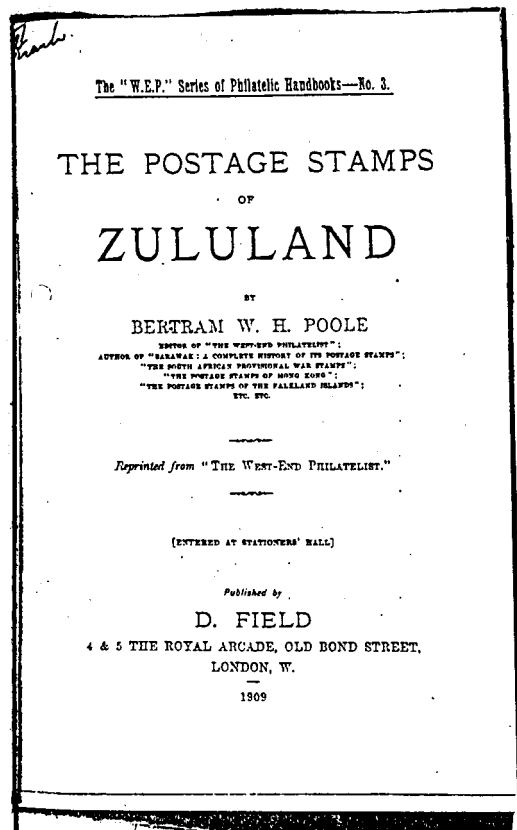 The "W.E.P." Series of Philatelic Handbooks—No. 3.
THE POSTAGE STAMPS
OF
ZULULAND
BY
BERTRAM W. H. POOLE
EDITOR OF "THE WEST-END PHILATELIST";
AUTHOR OF "SARAWAK: A COMPLETE HISTORY OF ITS POSTAGE STAMPS";
"THE SOUTH AFRICAN PROVISIONAL WAR STAMPS";
"THE POSTAGE STAMPS OF HONG KONG";
"THE POSTAGE STAMPS OF THE FALKLAND ISLANDS";
ETC. ETC.
Reprinted from "THE WEST-END PHILATELIST."
[ENTERED AT STATIONERS' HALL]
Published by
D. FIELD
4 & 5 THE ROYAL ARCADE, OLD BOND STREET,
LONDON, W.
1909